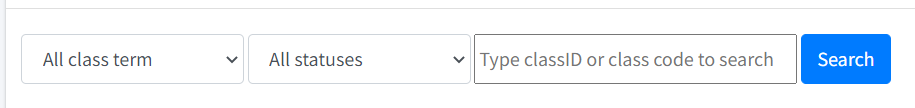 All class term All statuses Type classID or class code to search Search